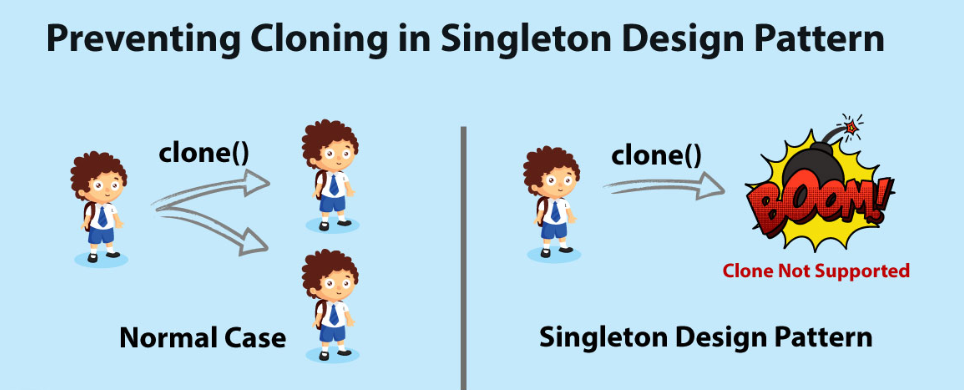 Preventing Cloning in Singleton Design Pattern
clone()
Normal Case
clone()
BOOM!
Clone Not Supported
Singleton Design Pattern